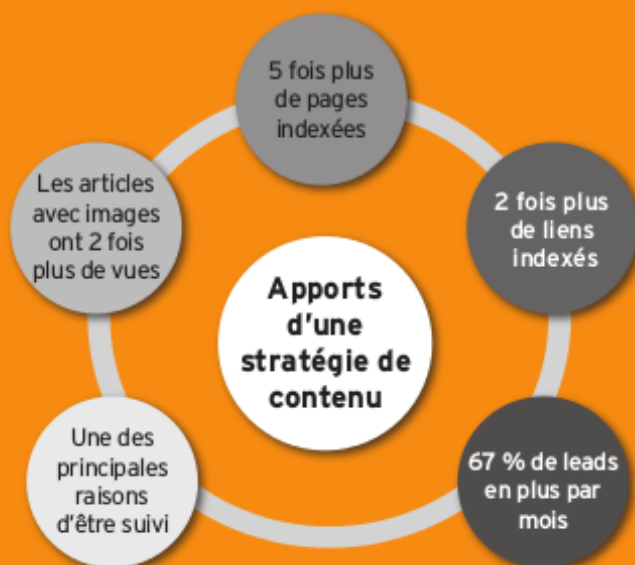 5 fois plus
de pages
indexées
2 fois plus
de liens
indexés
67 % de leads
en plus par
mois
Une des
principales
raisons
d'être suivi
Les articles
avec images
ont 2 fois
plus de vues
Apports
d'une
stratégie de
contenu